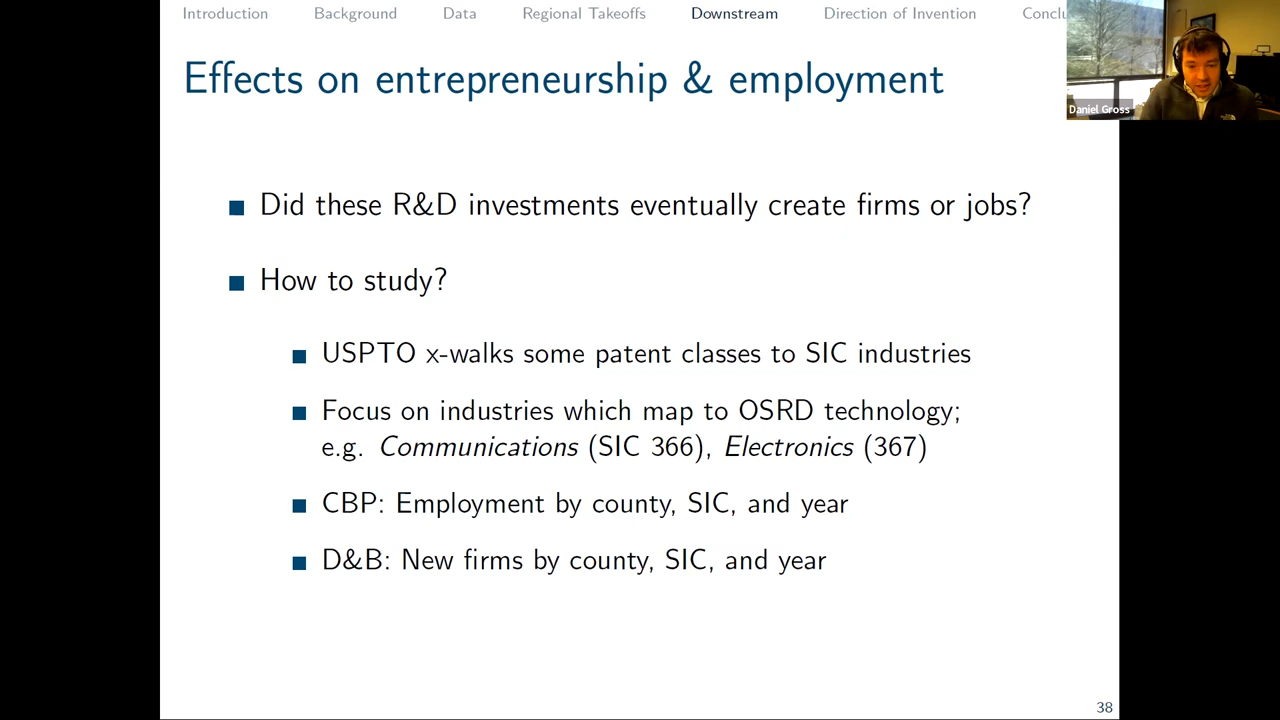 Introduction Background Data Regional Takeoffs Downstream Direction of Invention
Daniel Gross
Effects on entrepreneurship & employment
Did these R&D investments eventually create firms or jobs?
How to study?
USPTO x-walks some patent classes to SIC industries
Focus on industries which map to OSRD technology;
e.g. Communications (SIC 366), Electronics (367)
CBP: Employment by county, SIC, and year
D&B: New firms by county, SIC, and year
38